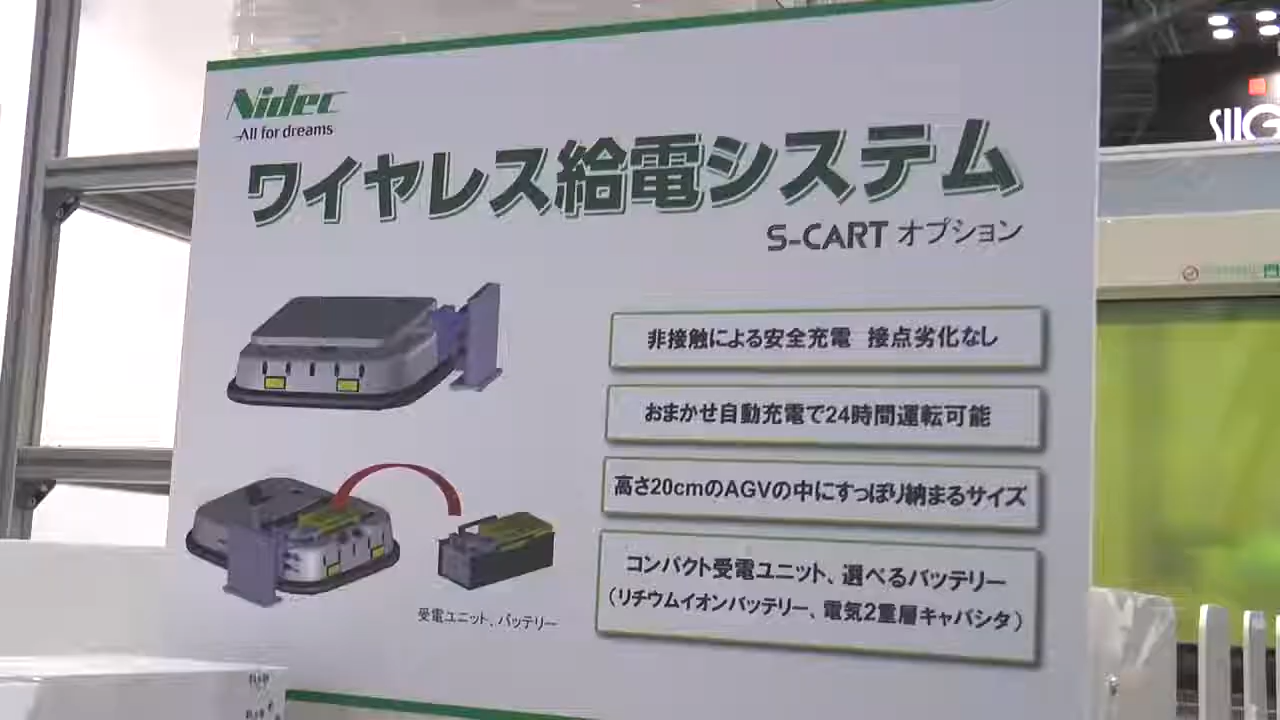 Nidec
-All for dreams
ワイヤレス給電システム
S-CART オプション
非接触による安全充電 接点劣化なし
おまかせ自動充電で24時間運転可能
高さ20cmのAGVの中にすっぽり納まるサイズ
コンパクト受電ユニット、選べるバッテリー
(リチウムイオンバッテリー、電気2重層キャパシタ)
受電ユニット、バッテリー